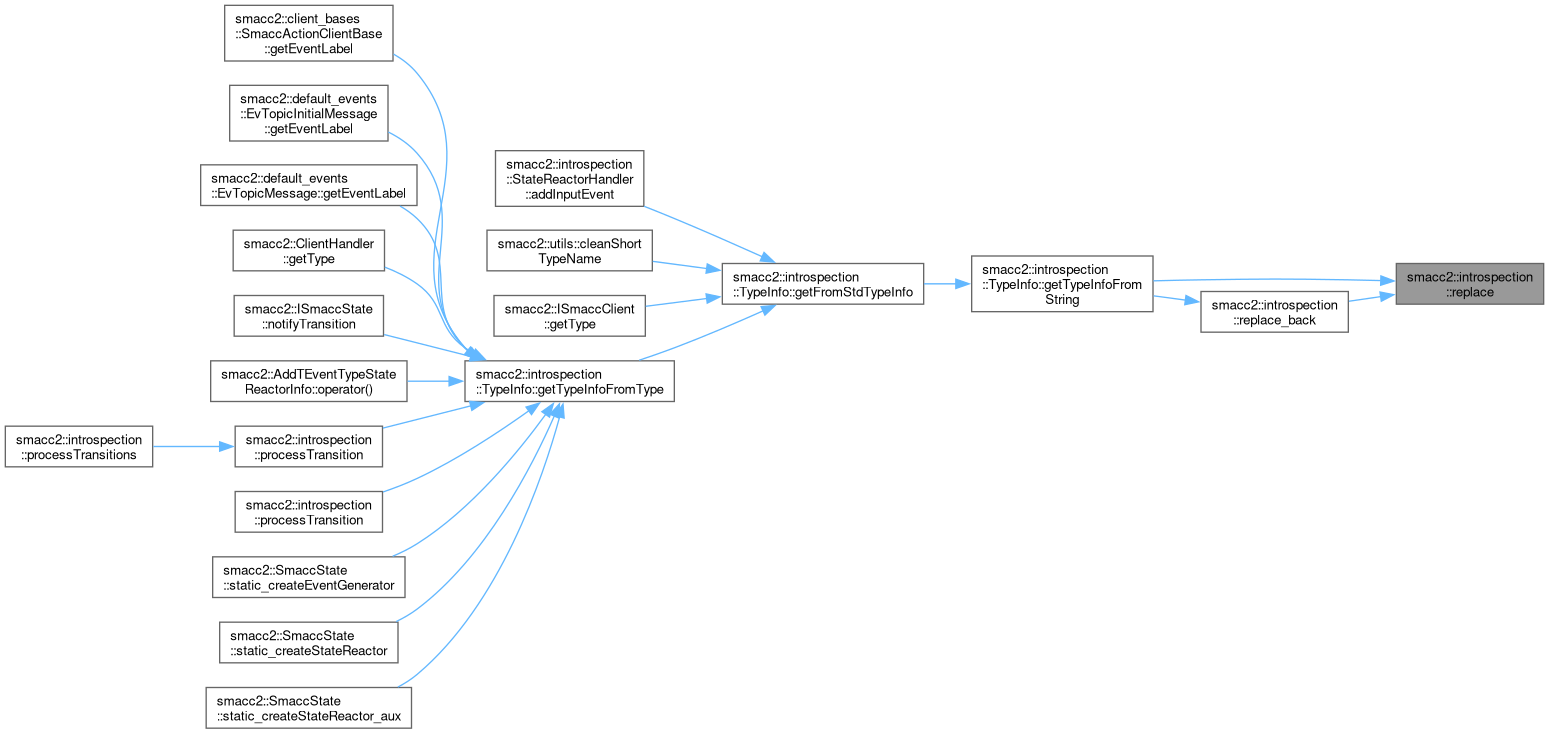 smacc2::client_bases
::SmaccActionClientBase
::getEventLabel
smacc2::default_events
::EvTopicInitialMessage
::getEventLabel
smacc2::default_events
::EvTopicMessage::getEventLabel
smacc2::ClientHandler
::getType
smacc2::ISmaccState
::notifyTransition
smacc2::AddTEventTypeState
ReactorInfo::operator()
smacc2::introspection
::processTransitions
smacc2::introspection
::processTransition
smacc2::introspection
::processTransition
smacc2::SmaccState
::static_createEventGenerator
smacc2::SmaccState
::static_createStateReactor
smacc2::SmaccState
::static_createStateReactor_aux
smacc2::introspection
::StateReactorHandler
::addInputEvent
smacc2::utils::cleanShort
TypeName
smacc2::ISmaccClient
::getType
smacc2::introspection
::TypeInfo::getTypeInfoFromType
smacc2::introspection
::TypeInfo::getFromStdTypeInfo
smacc2::introspection
::TypeInfo::getTypeInfoFrom
String
smacc2::introspection
::replace_back
smacc2::introspection
::replace